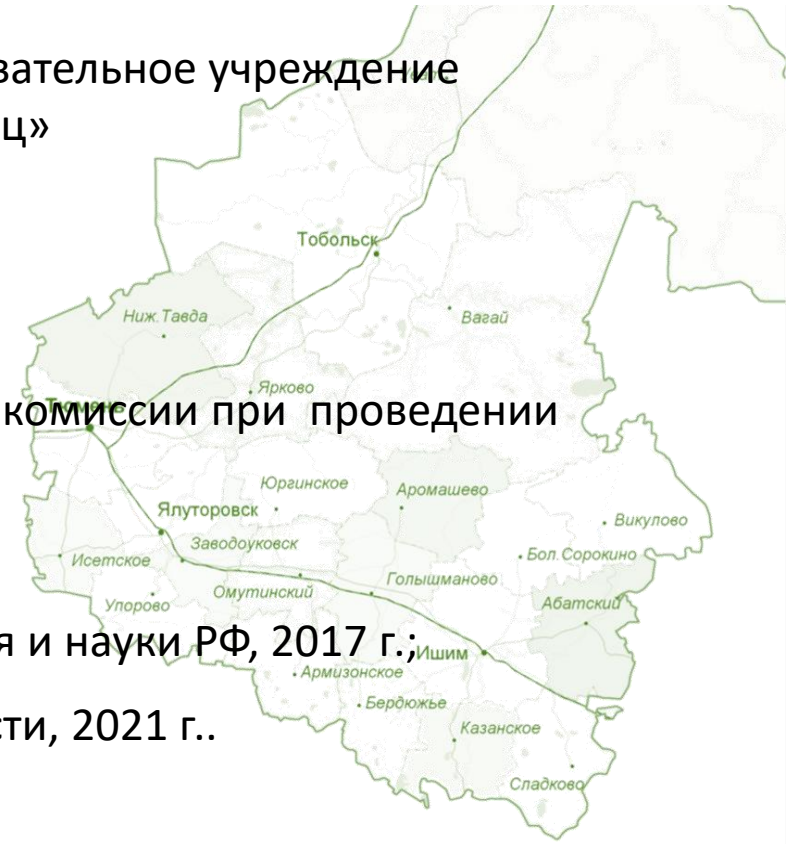 зательное учреждение
ц»
Тобольск
Ниж.Тавда
Вагай
Ярково
Тюмень
комиссии при проведении
Юргинское
Аромашево
Ялуторовск
Викулово
Заводоуковск
Исетское
Бол.Сорокино
Голышманово
Омутинский
Упорово
Абатский
я и науки РФ, 2017 г.;
Ишим
Армизонское
сти, 2021 г..
Бердюжье
Казанское
Сладково